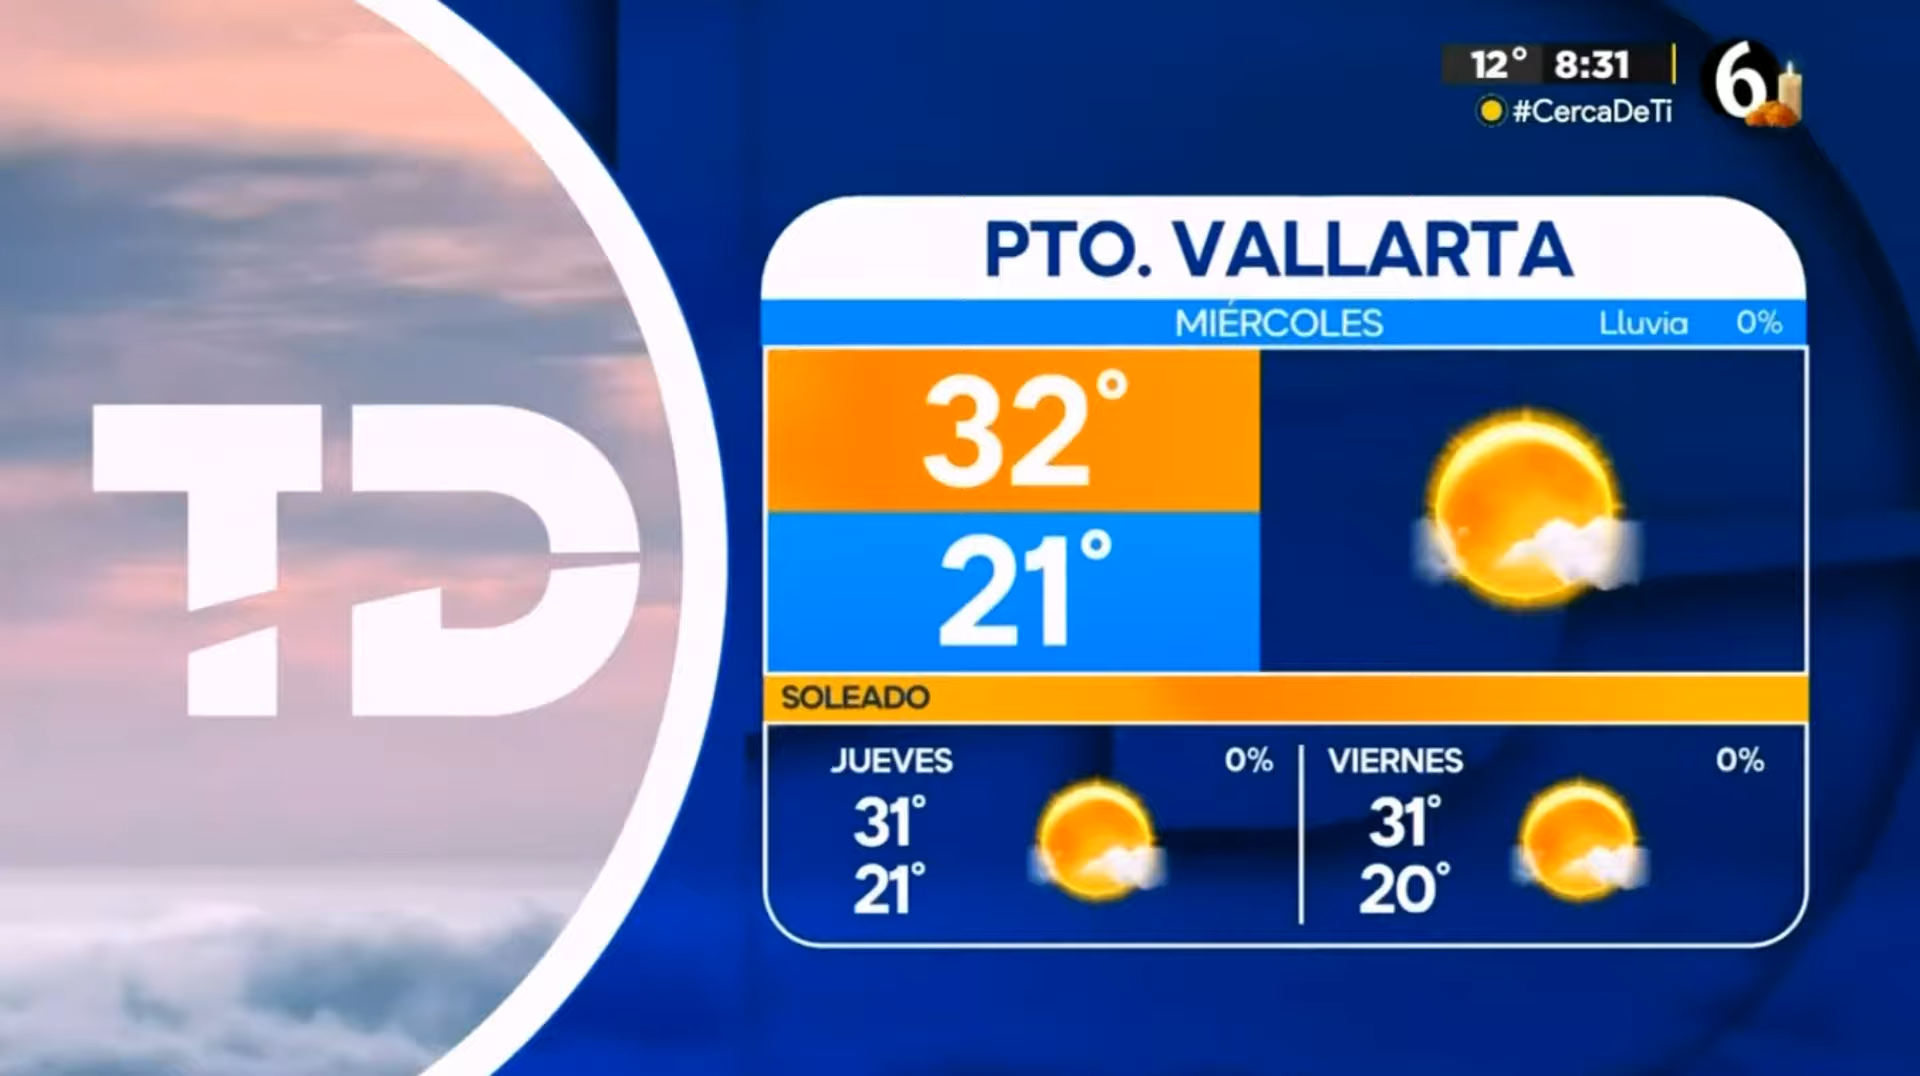 12° 8:31
#CercaDeTi
6
TD
PTO. VALLARTA
MIÉRCOLES Lluvia 0%
32°
21°
SOLEADO
JUEVES 0%
31°
21°
VIERNES 0%
31°
20°